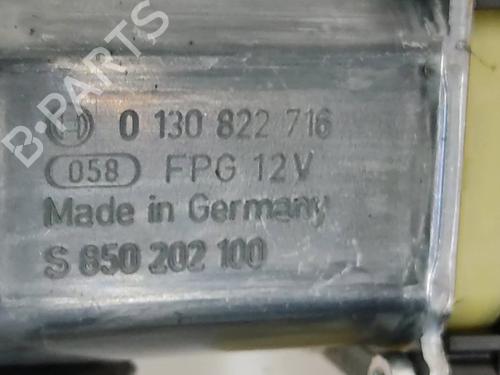 B-PARTS
0 130 822 716
058 FPG 12V
Made in Germany
S 850 202 100